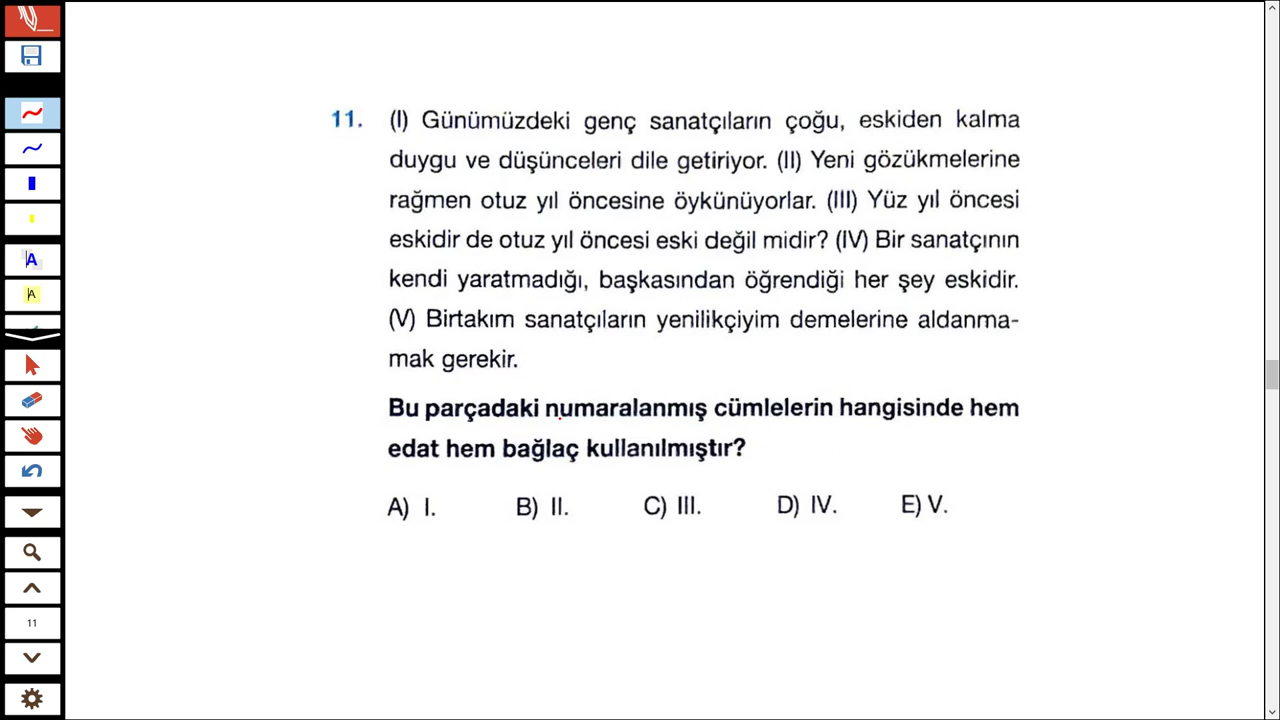 11. (I) Günümüzdeki genç sanatçıların çoğu, eskiden kalma
duygu ve düşünceleri dile getiriyor. (II) Yeni gözükmelerine
rağmen otuz yıl öncesine öykünüyorlar. (III) Yüz yıl öncesi
eskidir de otuz yıl öncesi eski değil midir? (IV) Bir sanatçının
kendi yaratmadığı, başkasından öğrendiği her şey eskidir.
(V) Birtakım sanatçıların yenilikçiyim demelerine aldanma-
mak gerekir.
Bu parçadaki numaralanmış cümlelerin hangisinde hem
edat hem bağlaç kullanılmıştır?
A) I. B) II. C) III. D) IV. E) V.
A
A
11